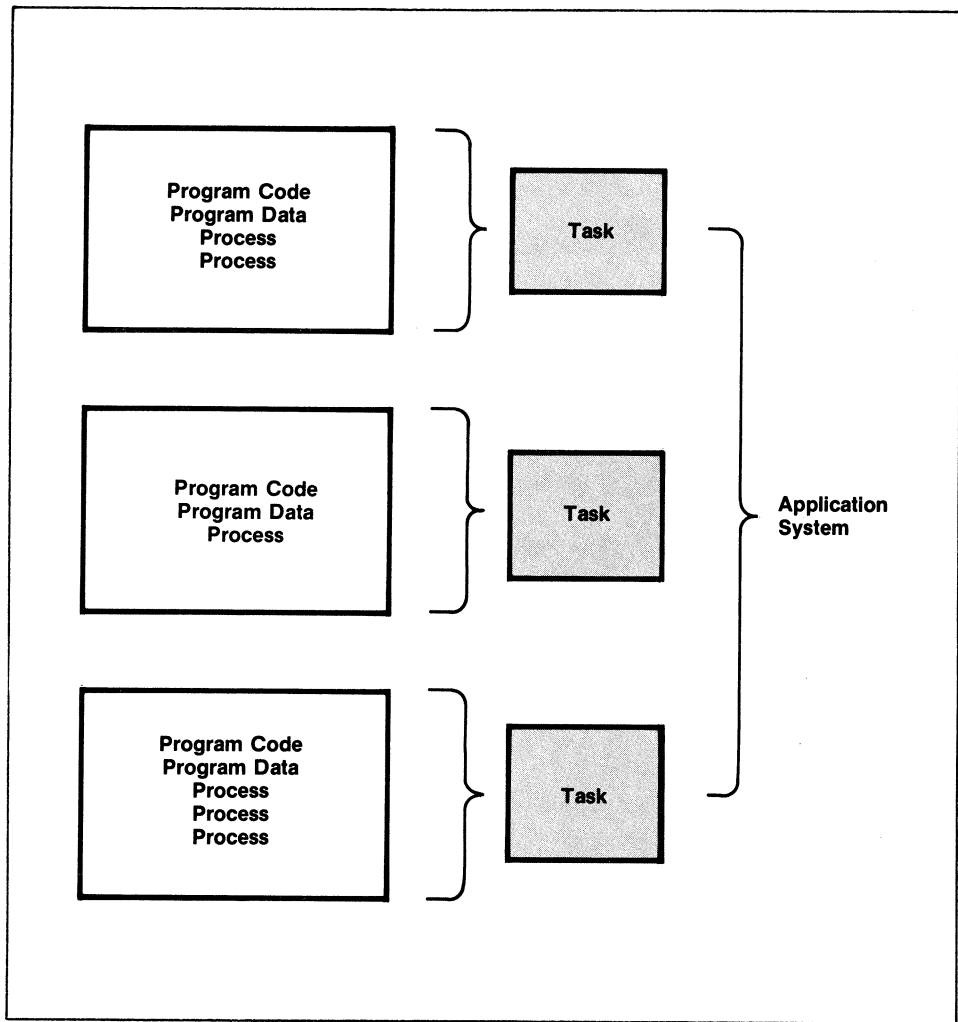 Program Code
Program Data
Process
Process
Task
Program Code
Program Data
Process
Task
Application
System
Program Code
Program Data
Process
Process
Process
Task